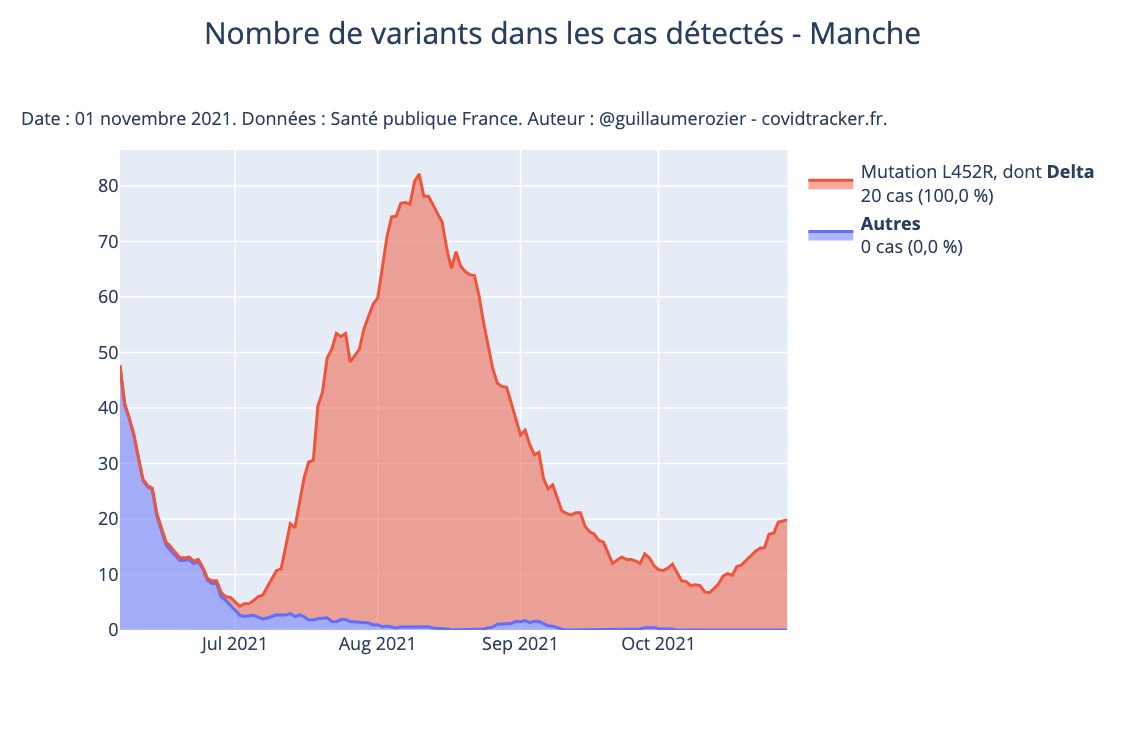 Nombre de variants dans les cas détectés - Manche
Date : 01 novembre 2021. Données : Santé publique France. Auteur : @guillaumerozier - covidtracker.fr.
Mutation L452R, dont Delta
20 cas (100,0 %)
Autres
0 cas (0,0 %)
80
70
60
50
40
30
20
10
0
Jul 2021 Aug 2021 Sep 2021 Oct 2021